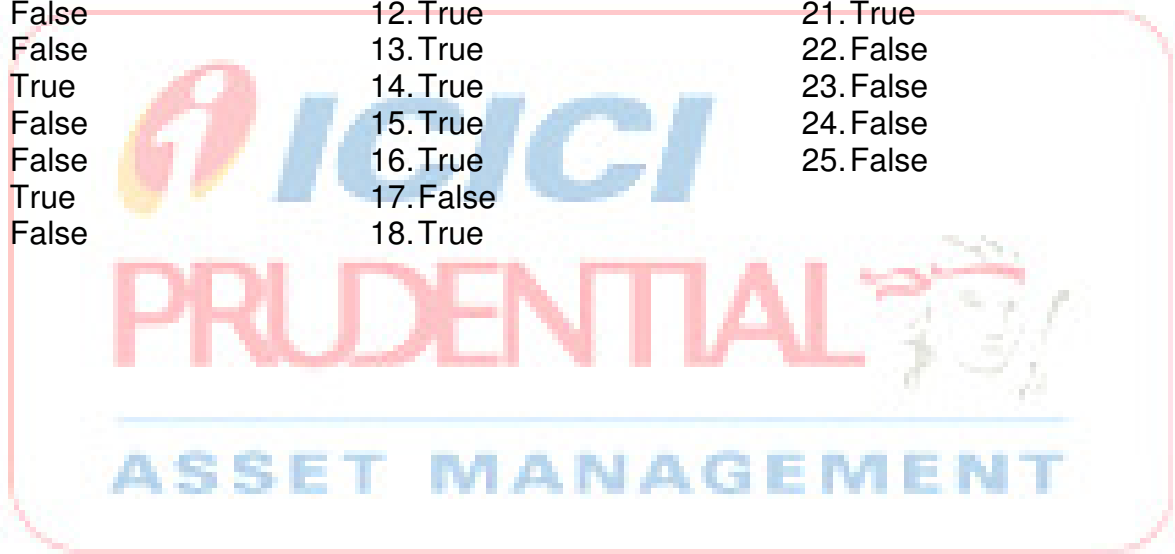 False 12. True 21. True
False 13. True 22. False
True 14. True 23. False
False 15. True 24. False
False 16. True 25. False
True 17. False
False 18. True
ICICI
PRUDENTIAL
ASSET MANAGEMENT